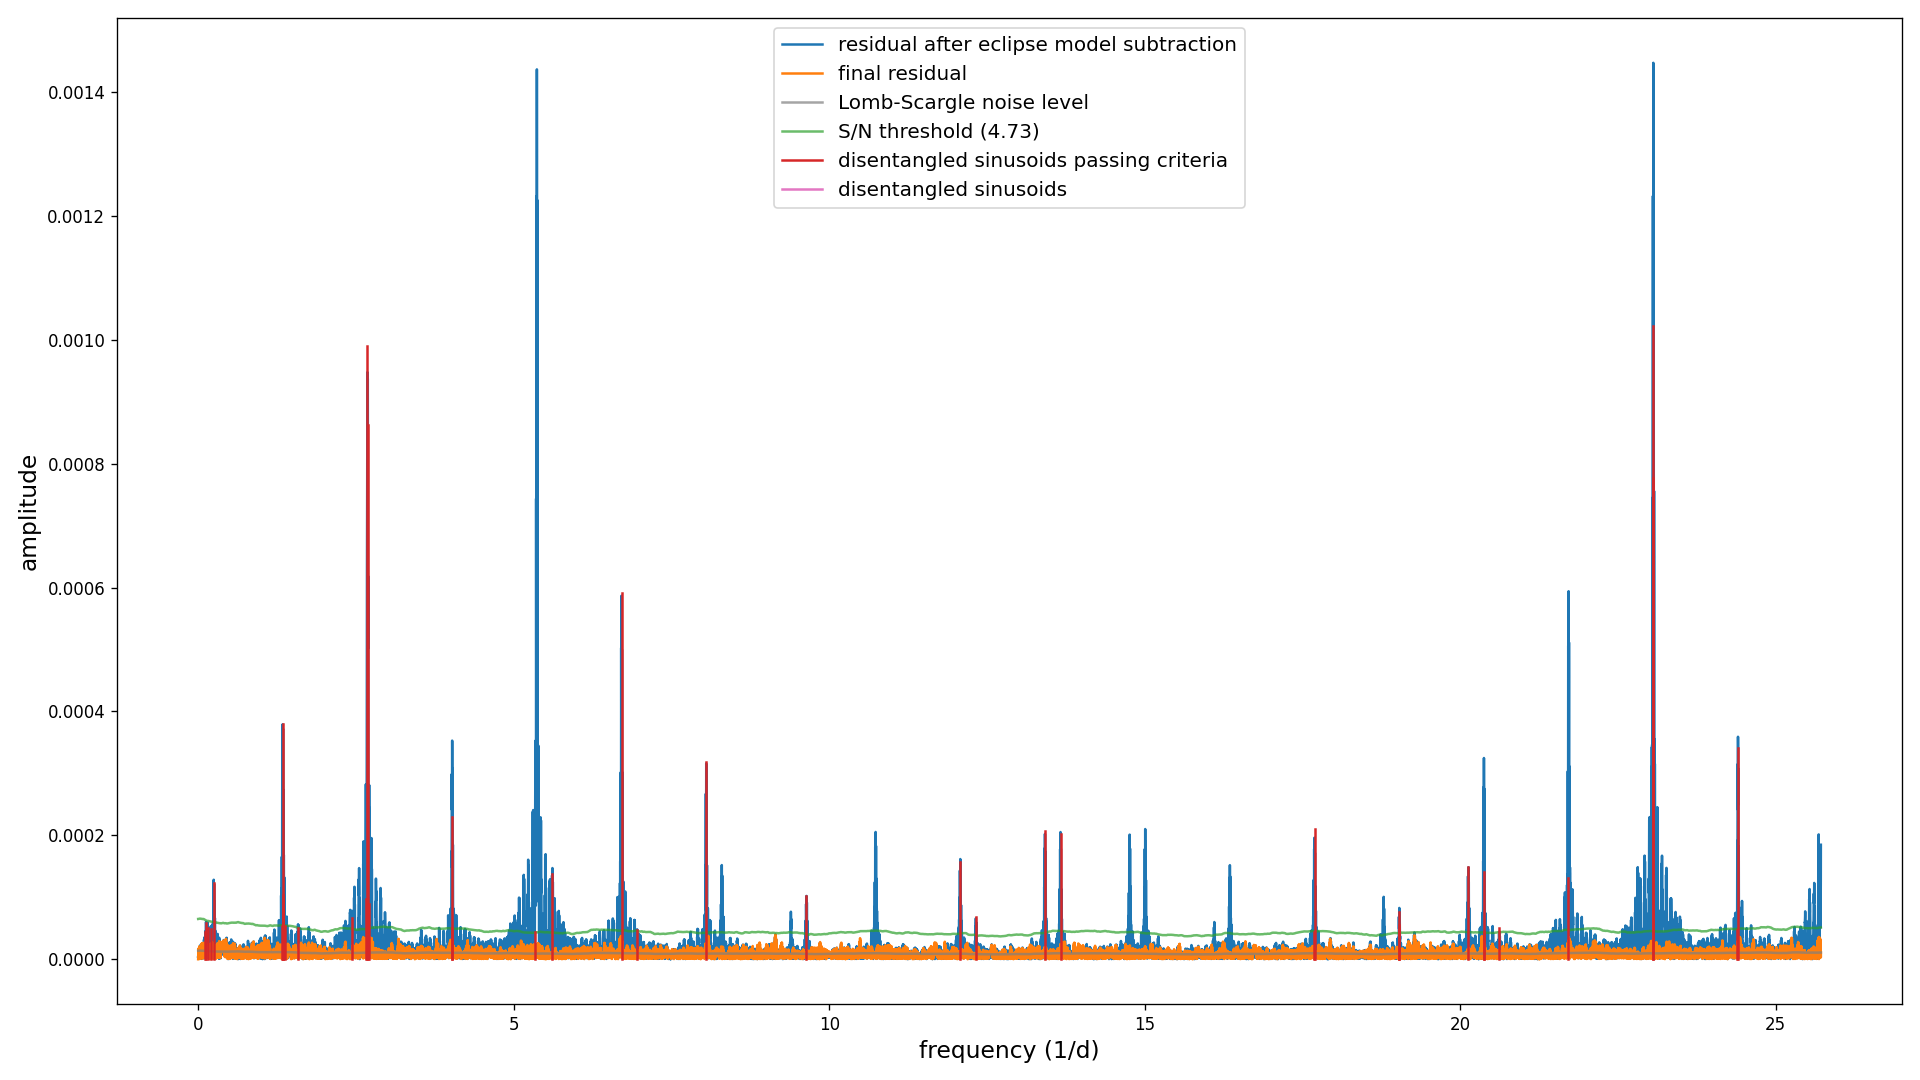 residual after eclipse model subtraction
final residual
Lomb-Scargle noise level
S/N threshold (4.73)
disentangled sinusoids passing criteria
disentangled sinusoids
0.0014
0.0012
0.0010
0.0008
0.0006
0.0004
0.0002
0.0000
amplitude
0 5 10 15 20 25
frequency (1/d)